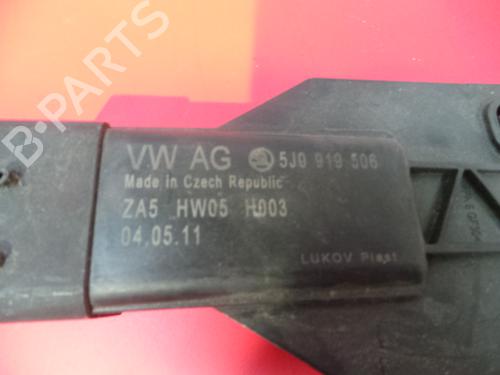 B-PARTS
VW AG 5J0 919 506
Made in Czech Republic
ZA5 HW05 H003
04.05.11
LUKOV Plast